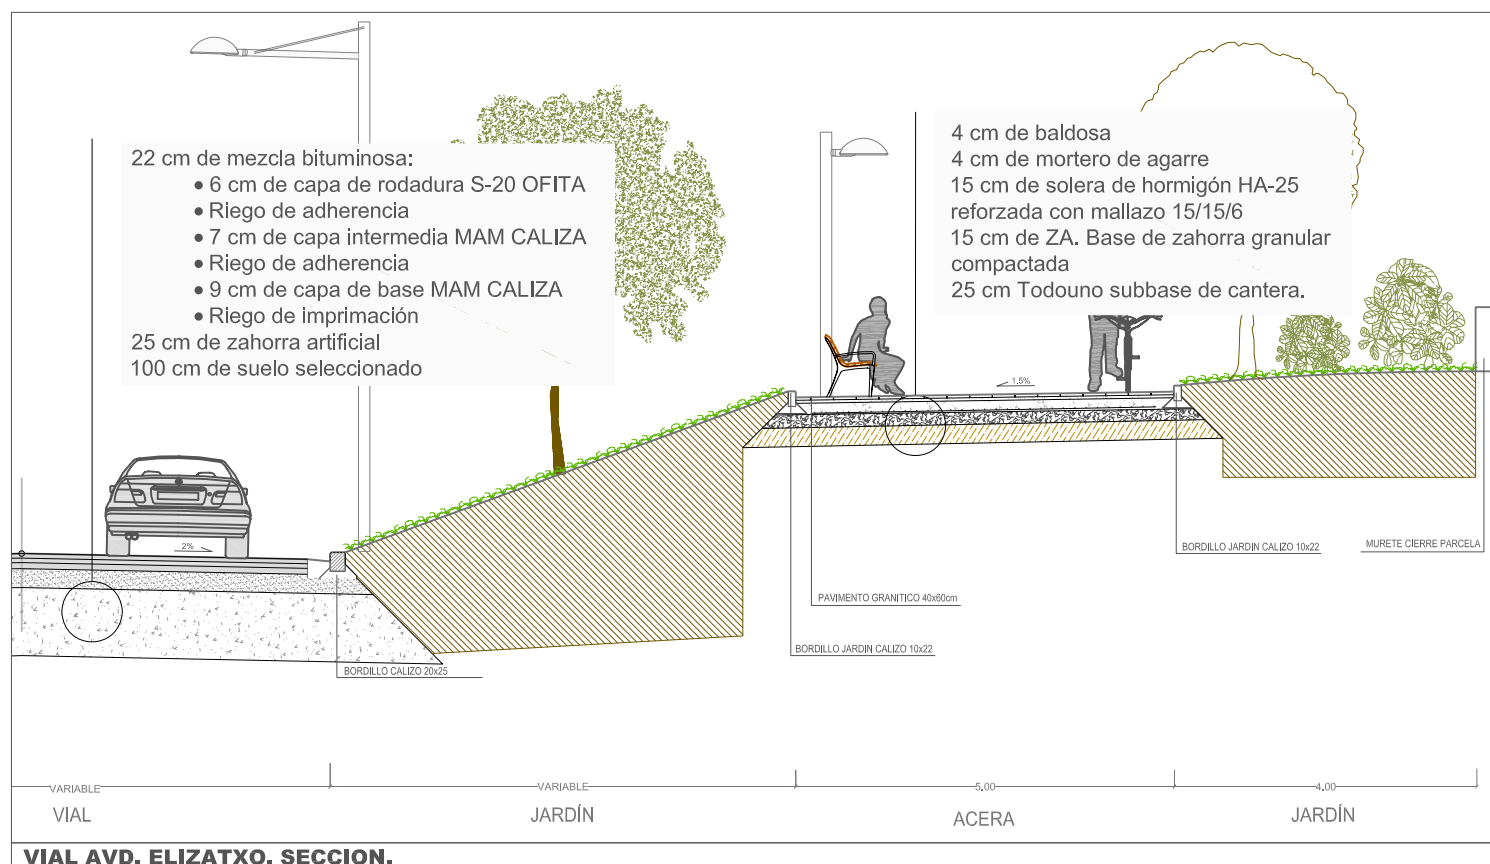 22 cm de mezcla bituminosa:
• 6 cm de capa de rodadura S-20 OFITA
• Riego de adherencia
• 7 cm de capa intermedia MAM CALIZA
• Riego de adherencia
• 9 cm de capa de base MAM CALIZA
• Riego de imprimación
25 cm de zahorra artificial
100 cm de suelo seleccionado
4 cm de baldosa
4 cm de mortero de agarre
15 cm de solera de hormigón HA-25
reforzada con mallazo 15/15/6
15 cm de ZA. Base de zahorra granular
compactada
25 cm Todouno subbase de cantera.
1.5%
2%
BORDILLO JARDIN CALIZO 10x22
MURETE CIERRE PARCELA
PAVIMENTO GRANITICO 40x60cm
BORDILLO JARDIN CALIZO 10x22
BORDILLO CALIZO 20x25
VARIABLE
VARIABLE
5.00
4.00
VIAL
JARDÍN
ACERA
JARDÍN
VIAL AVD. ELIZATXO. SECCION.